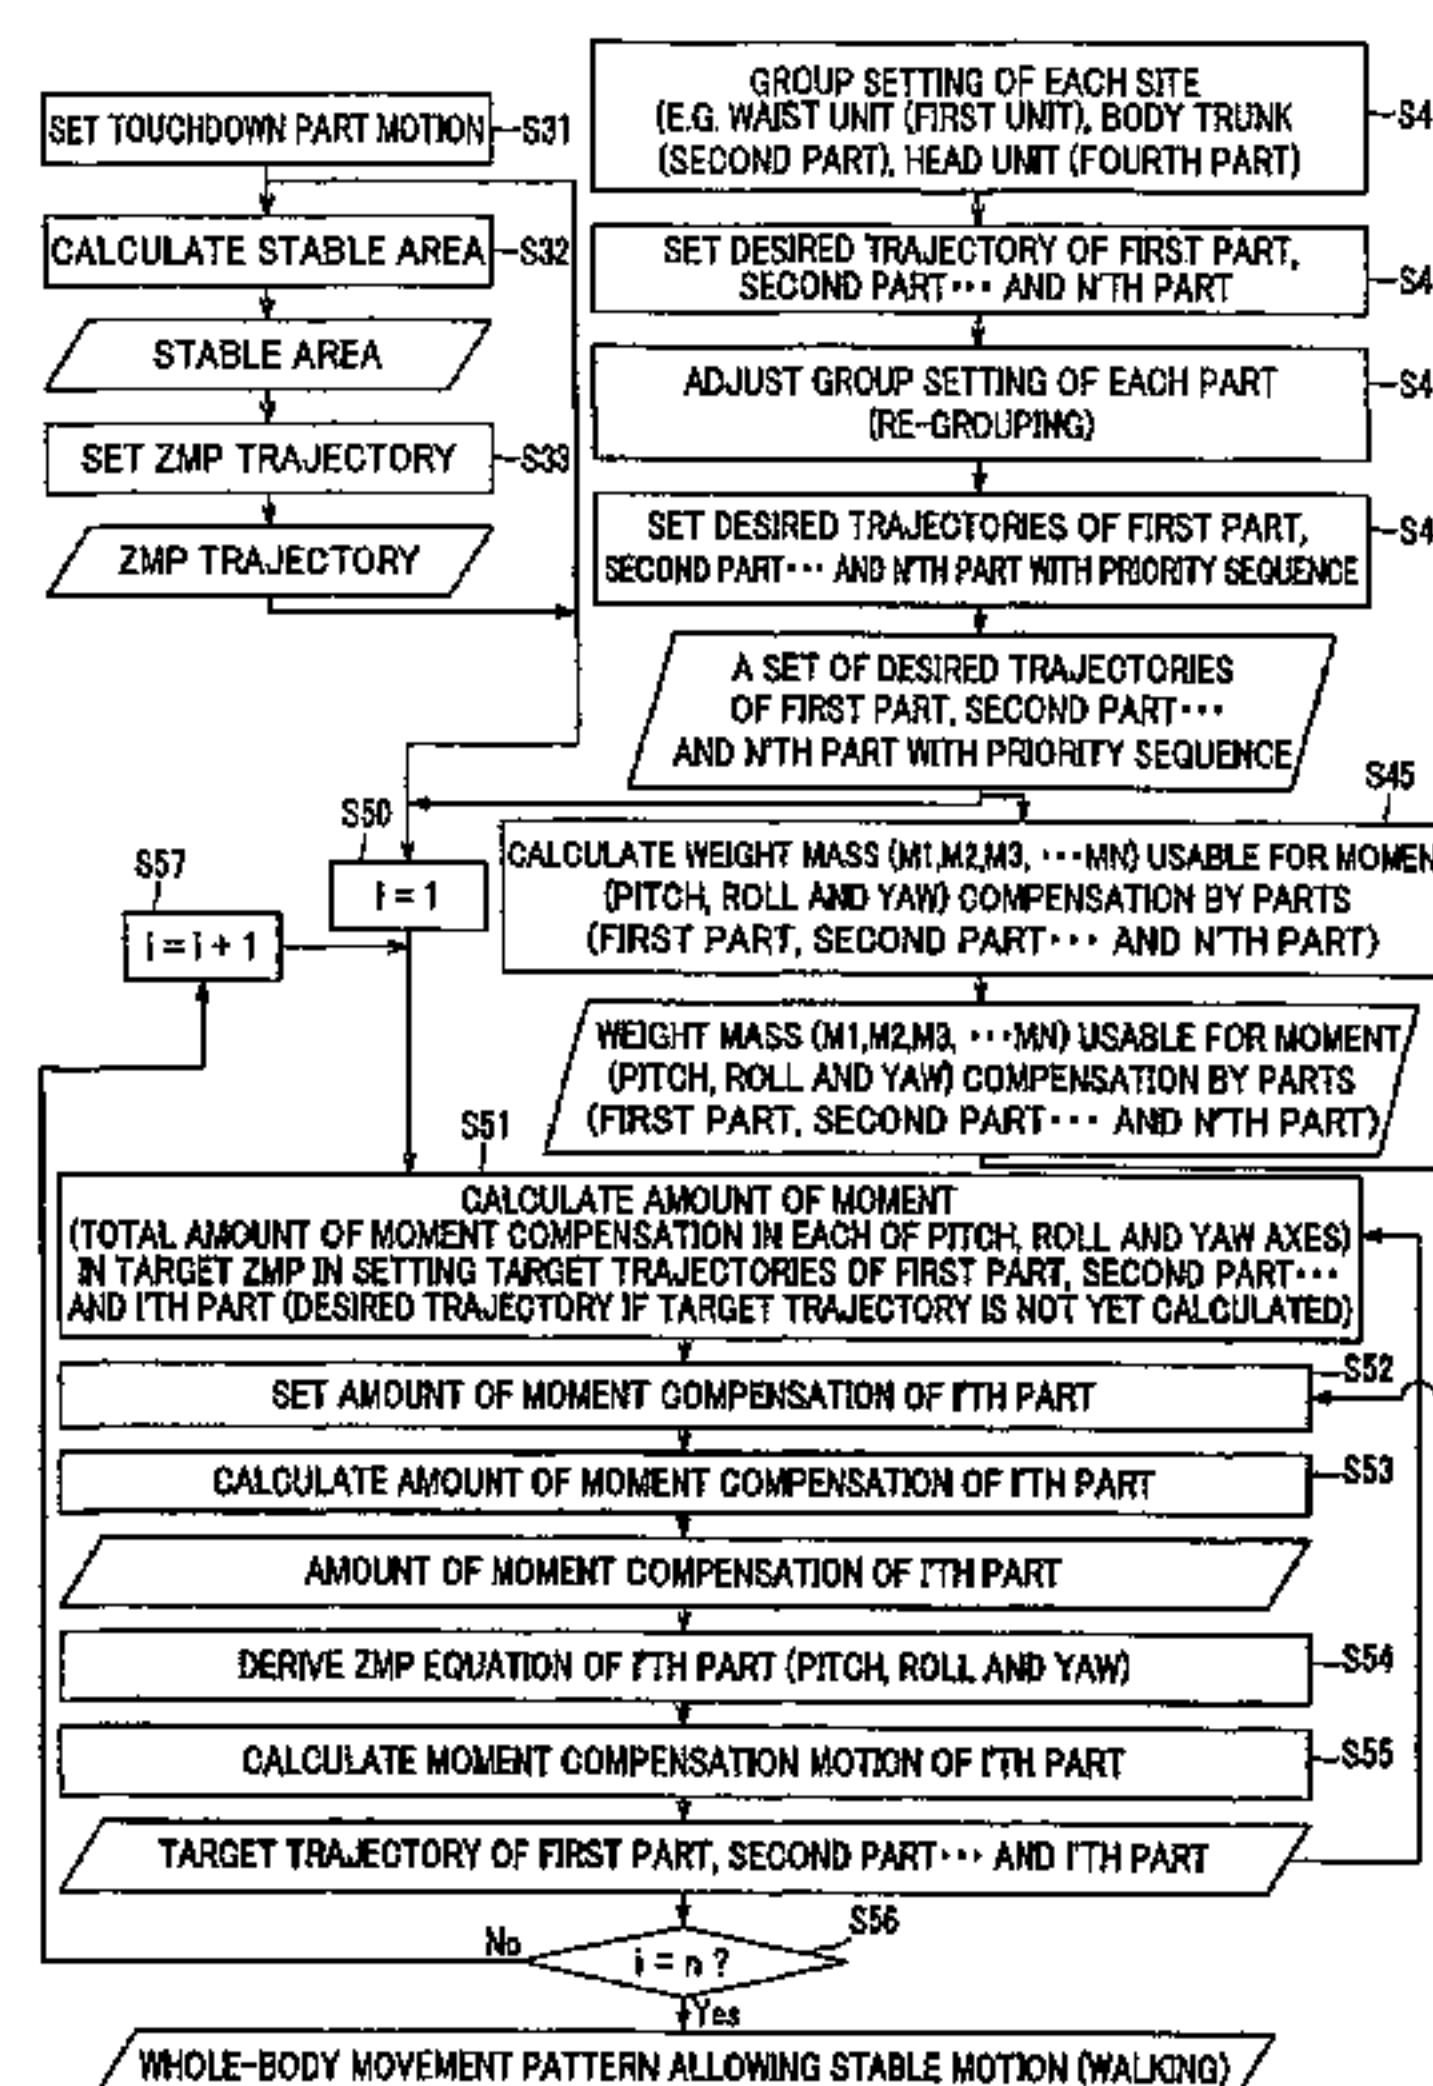 SET TOUCHDOWN PART MOTION
S31
CALCULATE STABLE AREA
S32
STABLE AREA
SET ZMP TRAJECTORY
S33
ZMP TRAJECTORY
GROUP SETTING OF EACH SITE
(E.G. WAIST UNIT (FIRST UNIT), BODY TRUNK
(SECOND PART), HEAD UNIT (FOURTH PART)
S4
SET DESIRED TRAJECTORY OF FIRST PART,
SECOND PART··· AND N'TH PART
S4
ADJUST GROUP SETTING OF EACH PART
(RE-GROUPING)
S4
SET DESIRED TRAJECTORIES OF FIRST PART,
SECOND PART··· AND N'TH PART WITH PRIORITY SEQUENCE
S4
A SET OF DESIRED TRAJECTORIES
OF FIRST PART, SECOND PART···
AND N'TH PART WITH PRIORITY SEQUENCE
S45
CALCULATE WEIGHT MASS (M1,M2,M3, ···MN) USABLE FOR MOMEN
(PITCH, ROLL AND YAW) COMPENSATION BY PARTS
(FIRST PART, SECOND PART··· AND N'TH PART)
WEIGHT MASS (M1,M2,M3, ···MN) USABLE FOR MOMENT
(PITCH, ROLL AND YAW) COMPENSATION BY PARTS
(FIRST PART, SECOND PART··· AND N'TH PART)
S50
i = 1
S57
i = i + 1
S51
CALCULATE AMOUNT OF MOMENT
(TOTAL AMOUNT OF MOMENT COMPENSATION IN EACH OF PITCH, ROLL AND YAW AXES)
IN TARGET ZMP IN SETTING TARGET TRAJECTORIES OF FIRST PART, SECOND PART···
AND I'TH PART (DESIRED TRAJECTORY IF TARGET TRAJECTORY IS NOT YET CALCULATED)
SET AMOUNT OF MOMENT COMPENSATION OF I'TH PART
S52
CALCULATE AMOUNT OF MOMENT COMPENSATION OF I'TH PART
S53
AMOUNT OF MOMENT COMPENSATION OF I'TH PART
DERIVE ZMP EQUATION OF I'TH PART (PITCH, ROLL AND YAW)
S54
CALCULATE MOMENT COMPENSATION MOTION OF I'TH PART
S55
TARGET TRAJECTORY OF FIRST PART, SECOND PART··· AND I'TH PART
S56
No
i = n ?
Yes
WHOLE-BODY MOVEMENT PATTERN ALLOWING STABLE MOTION (WALKING)